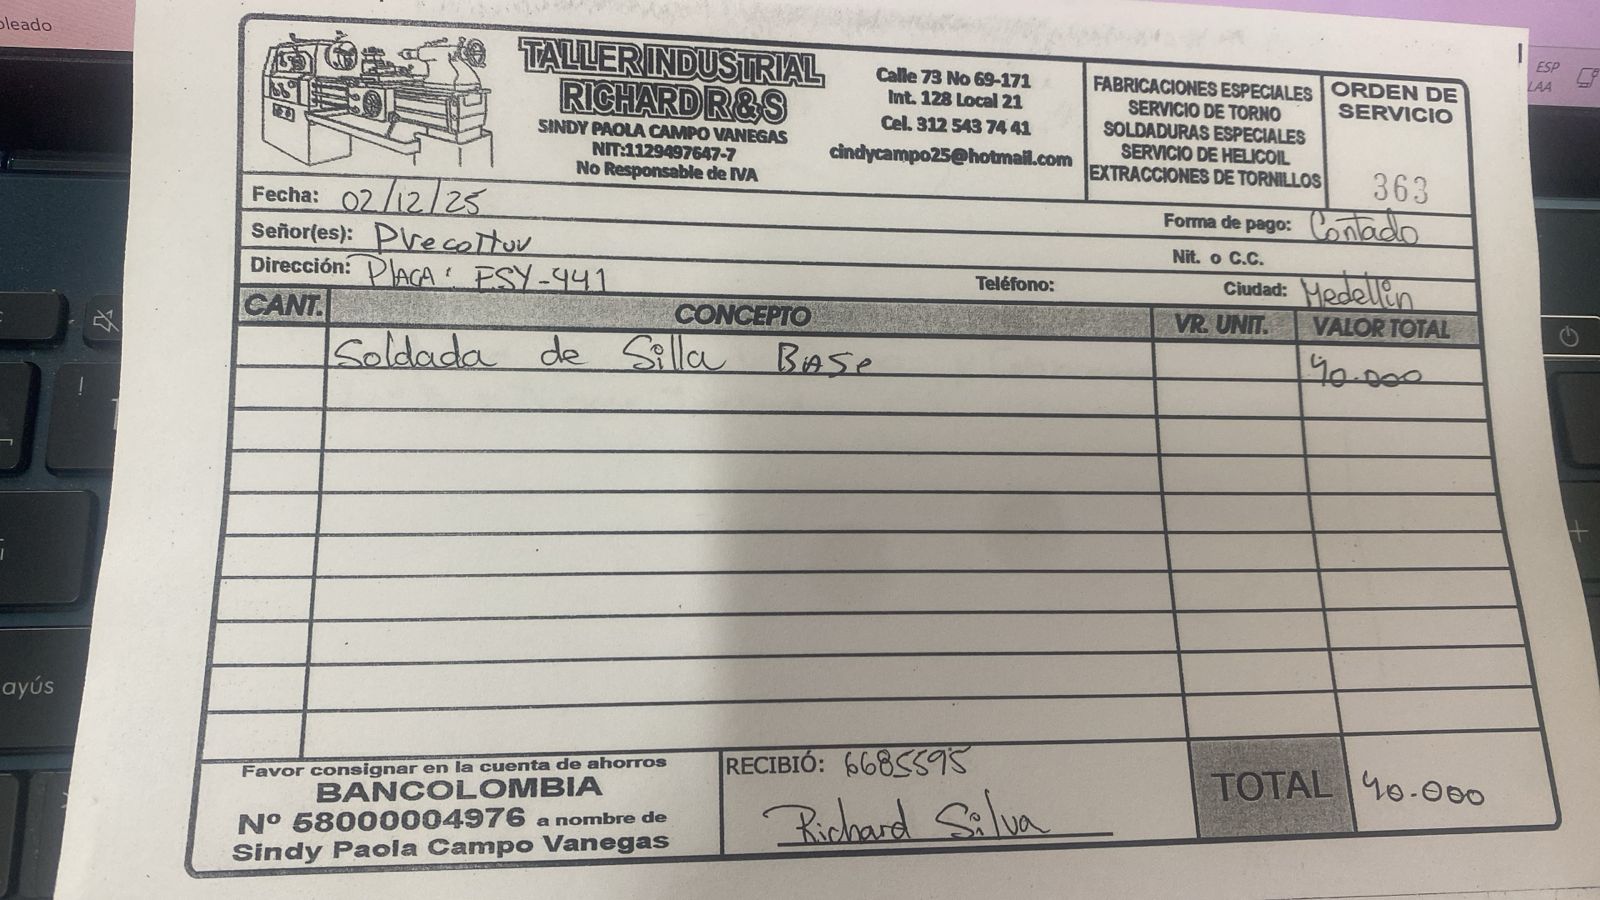 oleado
TALLER INDUSTRIAL
RICHARD R & S
SINDY PAOLA CAMPO VANEGAS
NIT:1129497647-7
No Responsable de IVA
Calle 73 No 69-171
Int. 128 Local 21
Cel. 312 543 74 41
cindycampo25@hotmail.com
FABRICACIONES ESPECIALES
SERVICIO DE TORNO
SOLDADURAS ESPECIALES
SERVICIO DE HELICOIL
EXTRACCIONES DE TORNILLOS
ORDEN DE
SERVICIO
363
ESP
LAA
Fecha: 02/12/25
Forma de pago: Contado
Señor(es): Precoltur
Nit. o C.C.
Dirección: PlACA: ESY-441
Teléfono:
Ciudad: Medellin
CANT. CONCEPTO VR. UNIT. VALOR TOTAL
Soldada de Silla BASe 40.000
Favor consignar en la cuenta de ahorros
BANCOLOMBIA
Nº 58000004976 a nombre de
Sindy Paola Campo Vanegas
RECIBIÓ: 6685595
Richard Silva
TOTAL 40.000
ayús